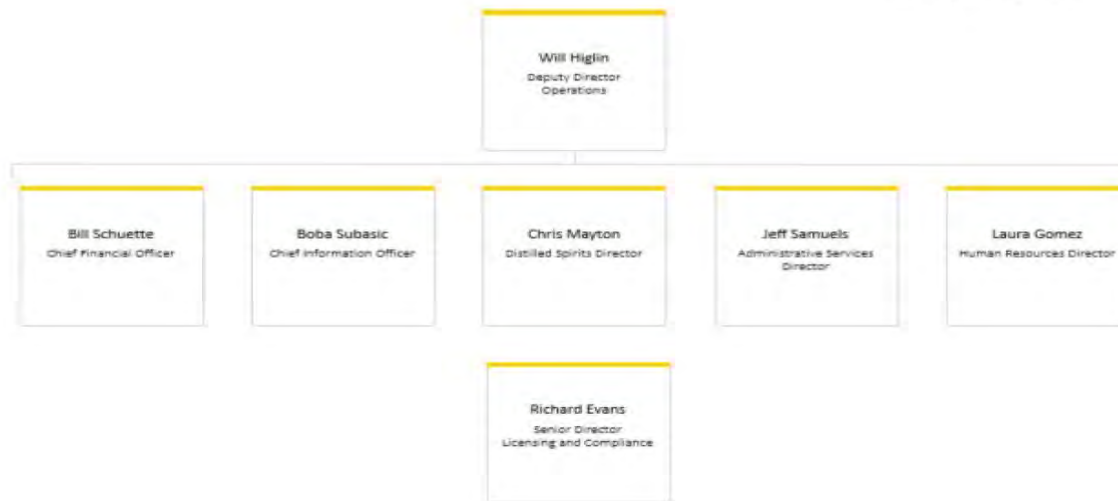 Will Higlin
Deputy Director
Operations
Bill Schuette
Chief Financial Officer
Boba Subasic
Chief Information Officer
Chris Mayton
Distilled Spirits Director
Jeff Samuels
Administrative Services
Director
Laura Gomez
Human Resources Director
Richard Evans
Senior Director
Licensing and Compliance